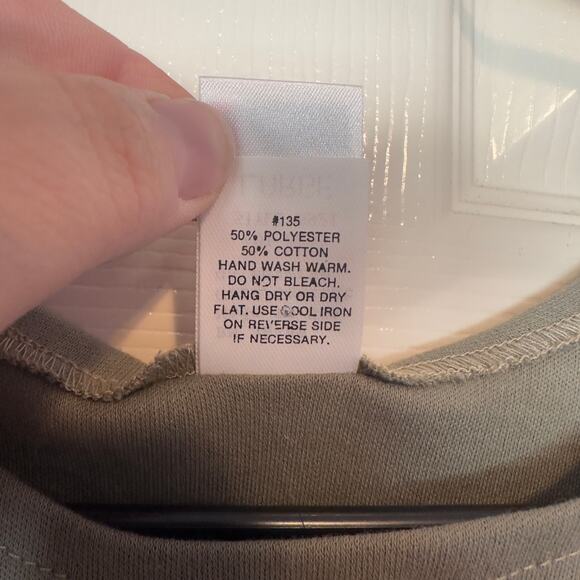 #135
50% POLYESTER
50% COTTON
HAND WASH WARM.
DO NOT BLEACH.
HANG DRY OR DRY
FLAT. USE COOL IRON
ON REVERSE SIDE
IF NECESSARY.